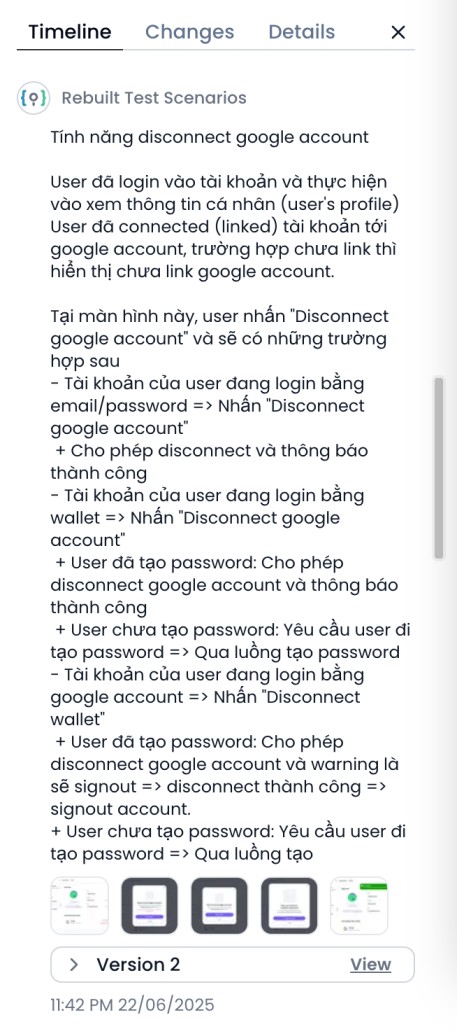 Timeline Changes Details
Rebuilt Test Scenarios
Tính năng disconnect google account
User đã login vào tài khoản và thực hiện
vào xem thông tin cá nhân (user's profile)
User đã connected (linked) tài khoản tới
google account, trường hợp chưa link thì
hiển thị chưa link google account.
Tại màn hình này, user nhấn "Disconnect
google account" và sẽ có những trường
hợp sau
- Tài khoản của user đang login bằng
email/password => Nhấn "Disconnect
google account"
+ Cho phép disconnect và thông báo
thành công
- Tài khoản của user đang login bằng
wallet => Nhấn "Disconnect google
account"
+ User đã tạo password: Cho phép
disconnect google account và thông báo
thành công
+ User chưa tạo password: Yêu cầu user đi
tạo password => Qua luồng tạo password
- Tài khoản của user đang login bằng
google account => Nhấn "Disconnect
wallet"
+ User đã tạo password: Cho phép
disconnect google account và warning là
sẽ signout => disconnect thành công =>
signout account.
+ User chưa tạo password: Yêu cầu user đi
tạo password => Qua luồng tạo
Version 2 View
11:42 PM 22/06/2025